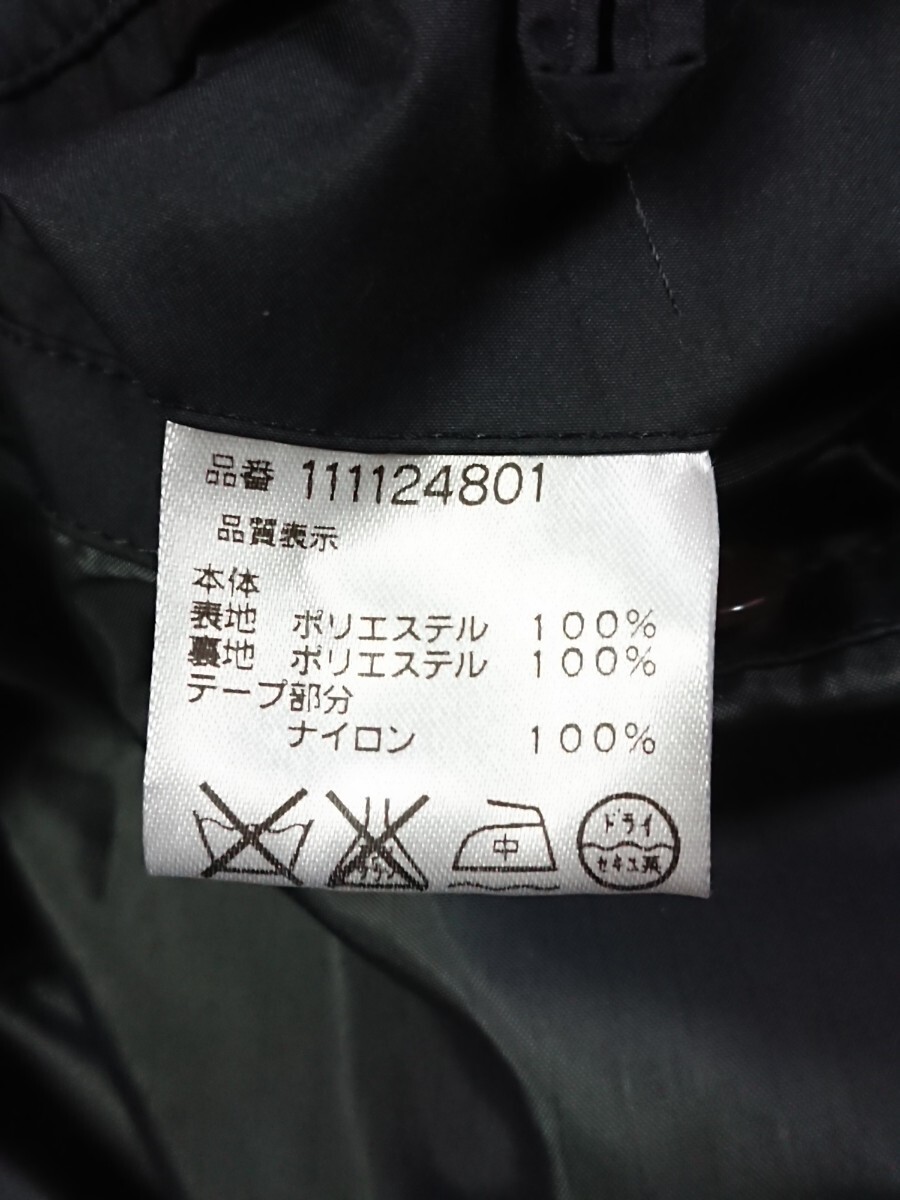 品番 111124801
品質表示
本体
表地 ポリエステル 100%
裏地 ポリエステル 100%
テープ部分
ナイロン 100%
中
ドライ
セキユ系